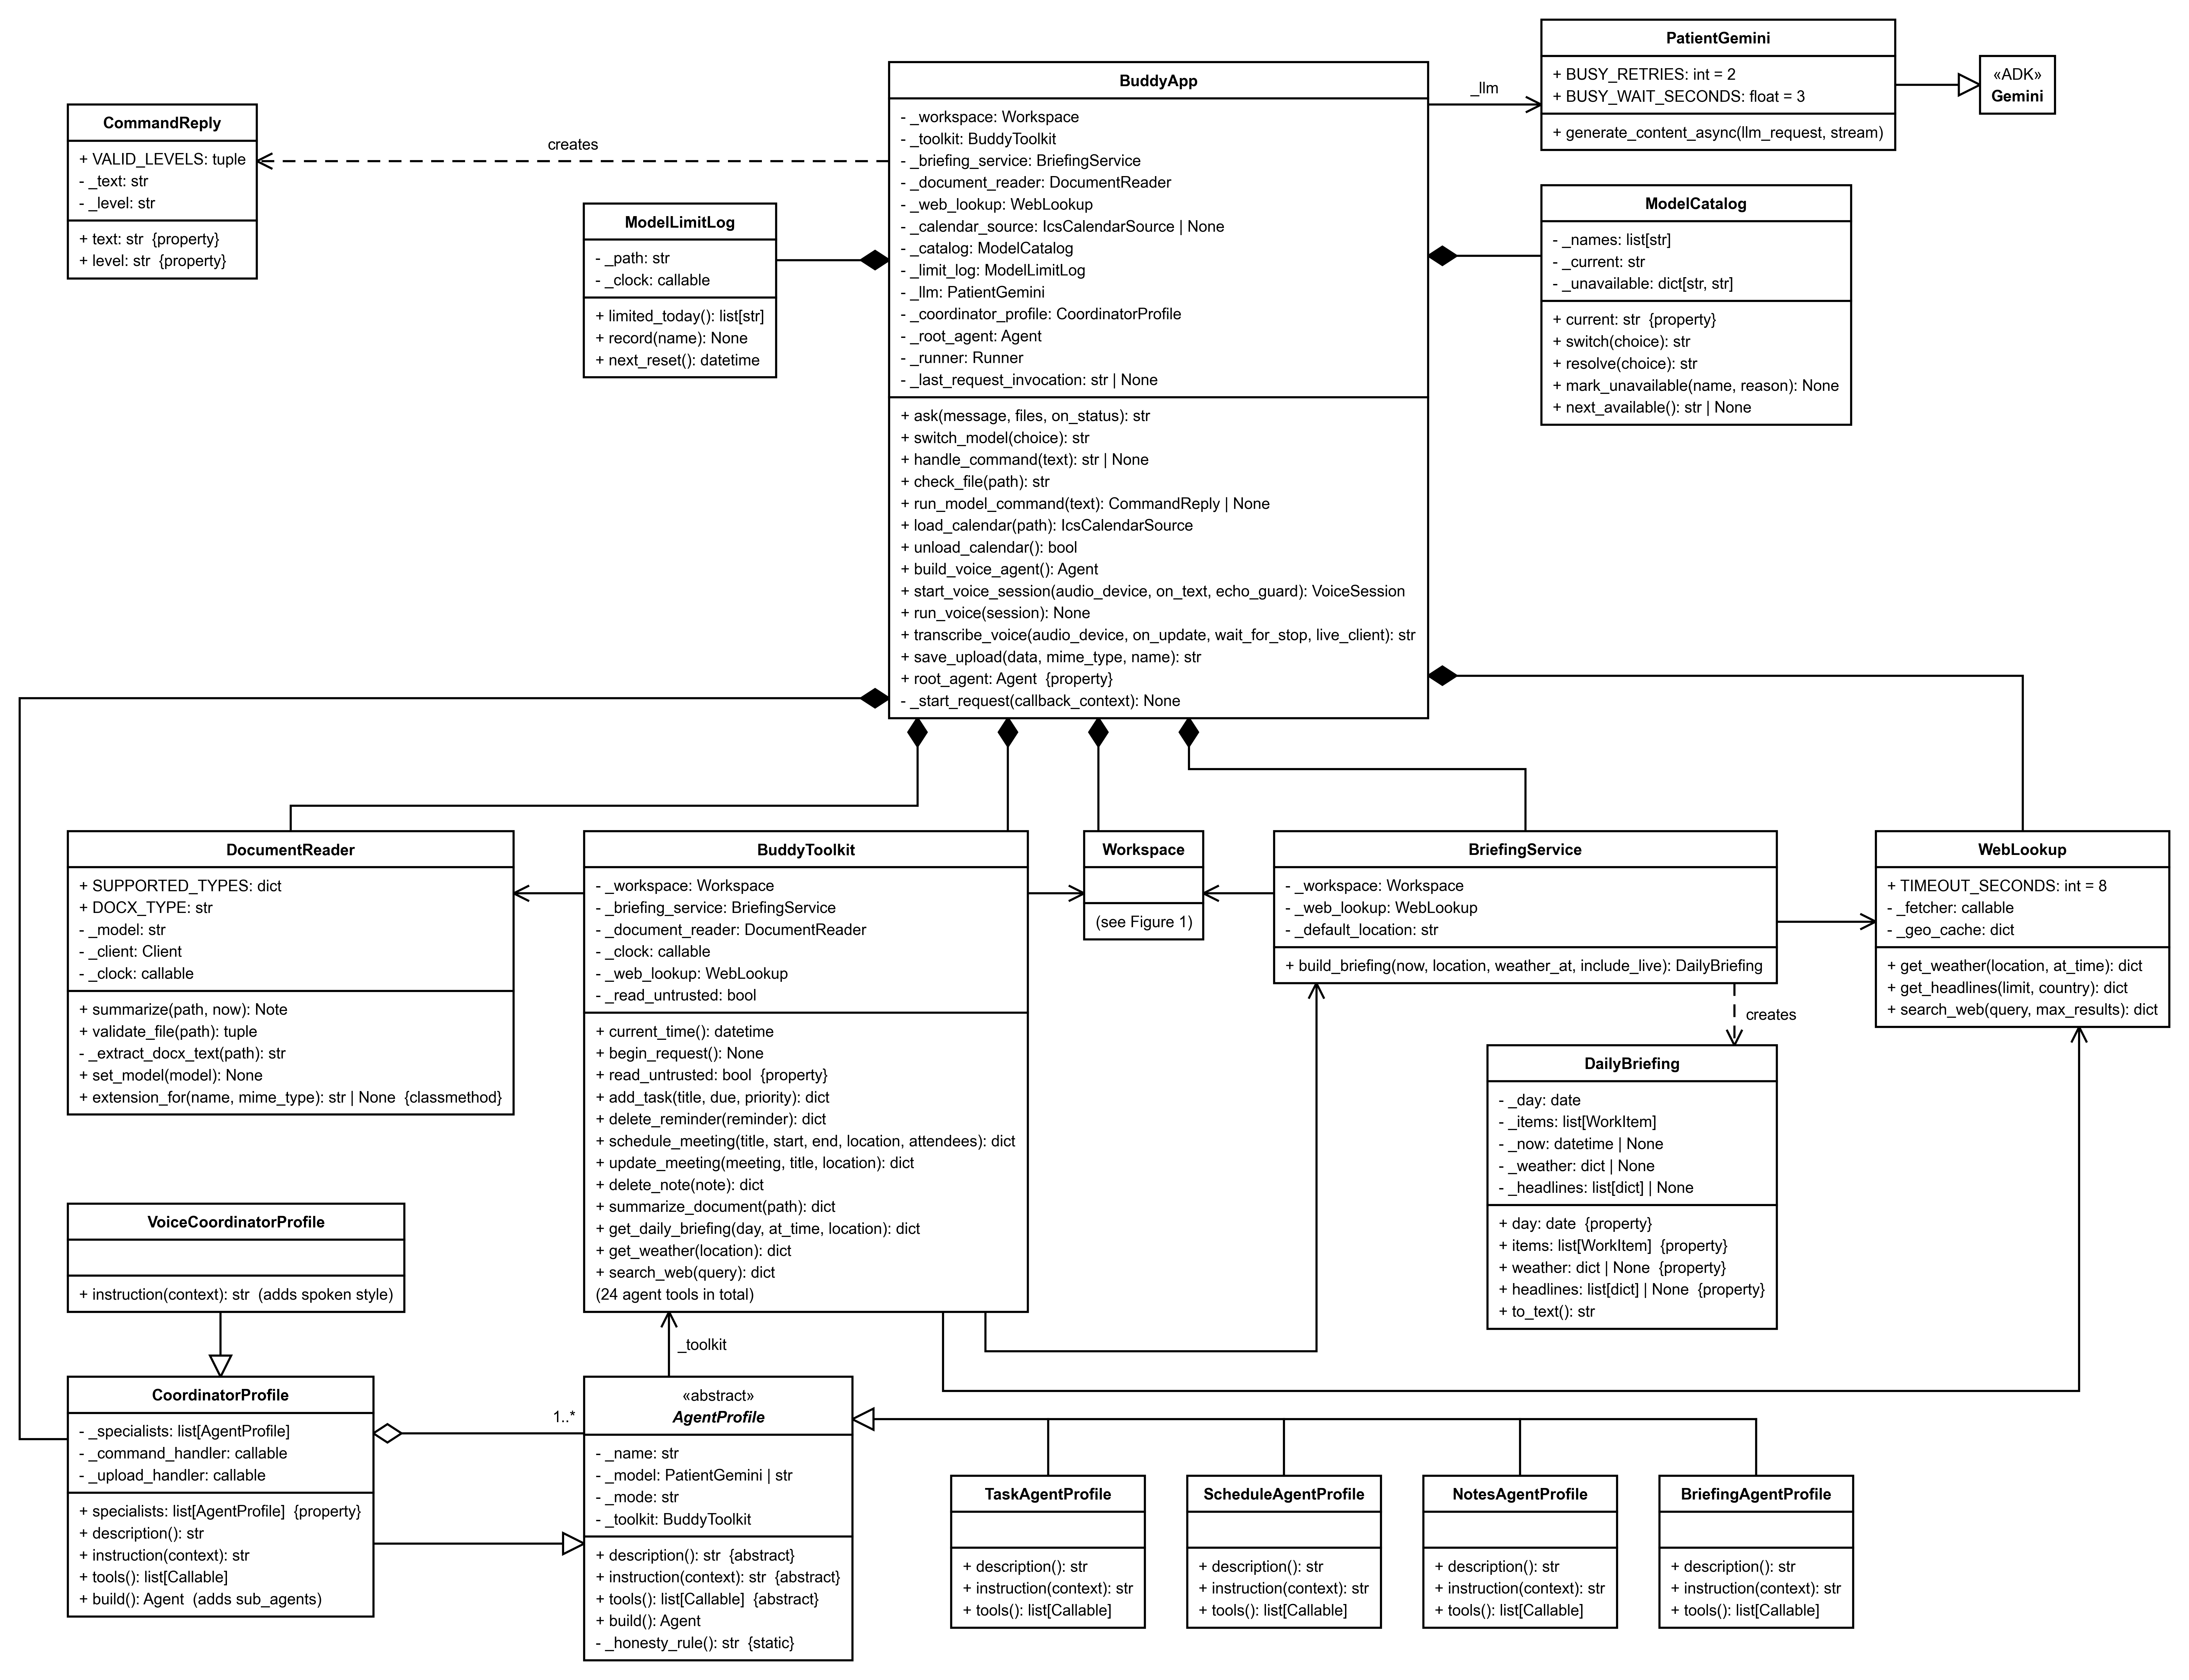 PatientGemini
+ BUSY_RETRIES: int = 2
+ BUSY_WAIT_SECONDS: float = 3
+ generate_content_async(llm_request, stream)
«ADK»
Gemini
_llm
BuddyApp
- _workspace: Workspace
- _toolkit: BuddyToolkit
- _briefing_service: BriefingService
- _document_reader: DocumentReader
- _web_lookup: WebLookup
- _calendar_source: IcsCalendarSource | None
- _catalog: ModelCatalog
- _limit_log: ModelLimitLog
- _llm: PatientGemini
- _coordinator_profile: CoordinatorProfile
- _root_agent: Agent
- _runner: Runner
- _last_request_invocation: str | None
+ ask(message, files, on_status): str
+ switch_model(choice): str
+ handle_command(text): str | None
+ check_file(path): str
+ run_model_command(text): CommandReply | None
+ load_calendar(path): IcsCalendarSource
+ unload_calendar(): bool
+ build_voice_agent(): Agent
+ start_voice_session(audio_device, on_text, echo_guard): VoiceSession
+ run_voice(session): None
+ transcribe_voice(audio_device, on_update, wait_for_stop, live_client): str
+ save_upload(data, mime_type, name): str
+ root_agent: Agent {property}
- _start_request(callback_context): None
CommandReply
+ VALID_LEVELS: tuple
- _text: str
- _level: str
+ text: str {property}
+ level: str {property}
creates
ModelLimitLog
- _path: str
- _clock: callable
+ limited_today(): list[str]
+ record(name): None
+ next_reset(): datetime
ModelCatalog
- _names: list[str]
- _current: str
- _unavailable: dict[str, str]
+ current: str {property}
+ switch(choice): str
+ resolve(choice): str
+ mark_unavailable(name, reason): None
+ next_available(): str | None
DocumentReader
+ SUPPORTED_TYPES: dict
+ DOCX_TYPE: str
- _model: str
- _client: Client
- _clock: callable
+ summarize(path, now): Note
+ validate_file(path): tuple
- _extract_docx_text(path): str
+ set_model(model): None
+ extension_for(name, mime_type): str | None {classmethod}
BuddyToolkit
- _workspace: Workspace
- _briefing_service: BriefingService
- _document_reader: DocumentReader
- _clock: callable
- _web_lookup: WebLookup
- _read_untrusted: bool
+ current_time(): datetime
+ begin_request(): None
+ read_untrusted: bool {property}
+ add_task(title, due, priority): dict
+ delete_reminder(reminder): dict
+ schedule_meeting(title, start, end, location, attendees): dict
+ update_meeting(meeting, title, location): dict
+ delete_note(note): dict
+ summarize_document(path): dict
+ get_daily_briefing(day, at_time, location): dict
+ get_weather(location): dict
+ search_web(query): dict
(24 agent tools in total)
Workspace
(see Figure 1)
BriefingService
- _workspace: Workspace
- _web_lookup: WebLookup
- _default_location: str
+ build_briefing(now, location, weather_at, include_live): DailyBriefing
WebLookup
+ TIMEOUT_SECONDS: int = 8
- _fetcher: callable
- _geo_cache: dict
+ get_weather(location, at_time): dict
+ get_headlines(limit, country): dict
+ search_web(query, max_results): dict
creates
DailyBriefing
- _day: date
- _items: list[WorkItem]
- _now: datetime | None
- _weather: dict | None
- _headlines: list[dict] | None
+ day: date {property}
+ items: list[WorkItem] {property}
+ weather: dict | None {property}
+ headlines: list[dict] | None {property}
+ to_text(): str
VoiceCoordinatorProfile
+ instruction(context): str (adds spoken style)
_toolkit
CoordinatorProfile
- _specialists: list[AgentProfile]
- _command_handler: callable
- _upload_handler: callable
+ specialists: list[AgentProfile] {property}
+ description(): str
+ instruction(context): str
+ tools(): list[Callable]
+ build(): Agent (adds sub_agents)
1..*
«abstract»
AgentProfile
- _name: str
- _model: PatientGemini | str
- _mode: str
- _toolkit: BuddyToolkit
+ description(): str {abstract}
+ instruction(context): str {abstract}
+ tools(): list[Callable] {abstract}
+ build(): Agent
- _honesty_rule(): str {static}
TaskAgentProfile
+ description(): str
+ instruction(context): str
+ tools(): list[Callable]
ScheduleAgentProfile
+ description(): str
+ instruction(context): str
+ tools(): list[Callable]
NotesAgentProfile
+ description(): str
+ instruction(context): str
+ tools(): list[Callable]
BriefingAgentProfile
+ description(): str
+ instruction(context): str
+ tools(): list[Callable]